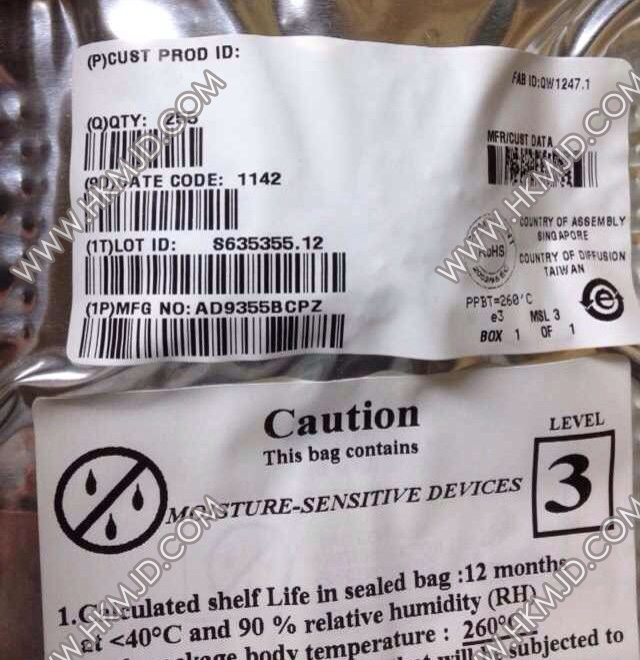 (P)CUST PROD ID:
FAB ID:QW1247.1
(Q)QTY:
MFR/CUST DATA
DATE CODE: 1142
(1T)LOT ID: S635355.12
COUNTRY OF ASSEMBLY
SINGAPORE
RoHS
COUNTRY OF DIFFUSION
TAIWAN
(1P)MFG NO: AD9355BCPZ
PPBT=260°C
e3 MSL 3
BOX 1 OF 1
e
Caution
This bag contains
LEVEL
3
MOISTURE-SENSITIVE DEVICES
1.Calculated shelf Life in sealed bag :12 months
at <40°C and 90 % relative humidity (RH)
body temperature : 260°C
will be subjected to
WWW.HKMJD.COM
WWW.HKMJD.COM
WWW.HKMJD.COM
WWW.HKMJD.COM